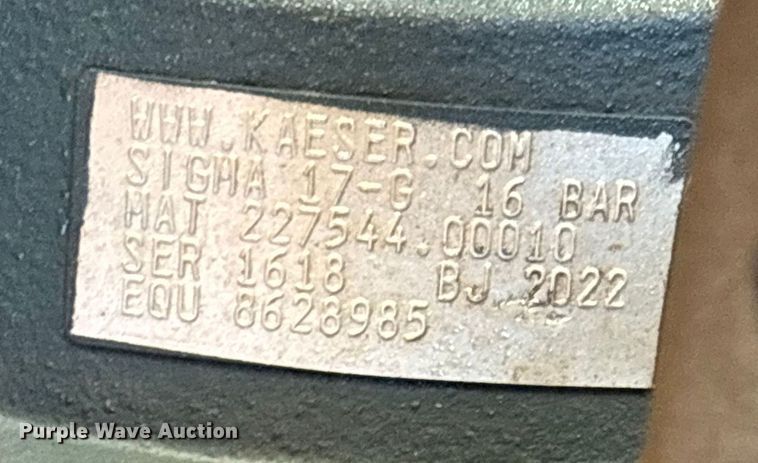 WWW.KAESER.COM
SIGMA 17-G 16 BAR
MAT 227544.00010
SER 1618 BJ 2022
EQU 8628985
Purple Wave Auction